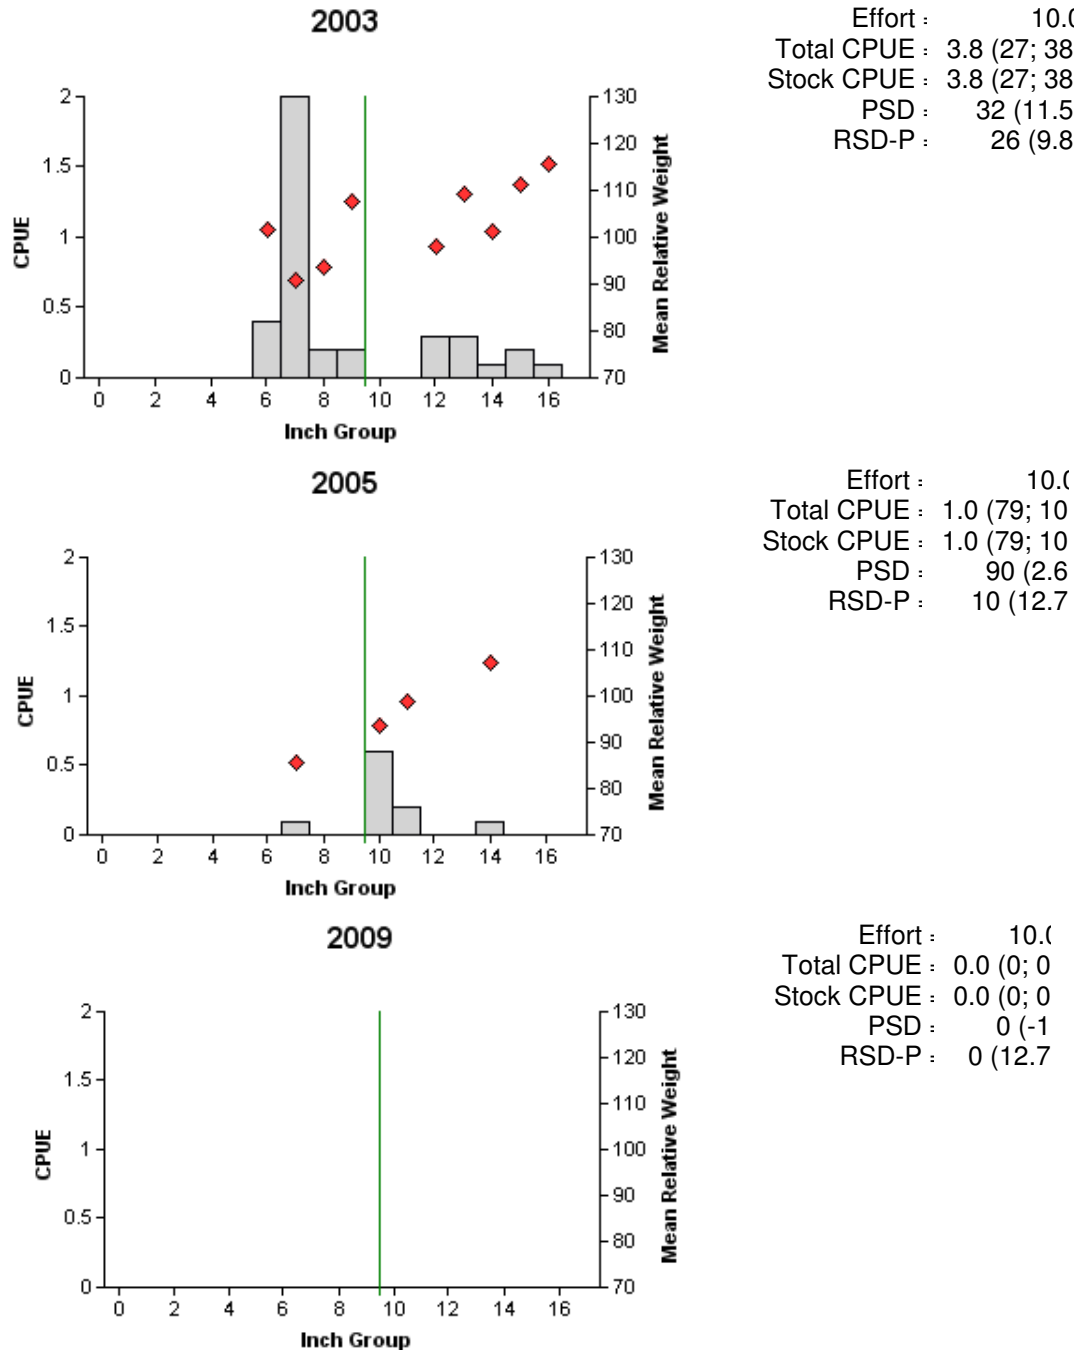 2003
Effort = 10.0
Total CPUE = 3.8 (27; 38
Stock CPUE = 3.8 (27; 38
PSD = 32 (11.5
RSD-P = 26 (9.8
2
1.5
1
0.5
0
CPUE
130
120
110
100
90
80
70
Mean Relative Weight
0 2 4 6 8 10 12 14 16
Inch Group
2005
Effort = 10.0
Total CPUE = 1.0 (79; 10
Stock CPUE = 1.0 (79; 10
PSD = 90 (2.6
RSD-P = 10 (12.7
2
1.5
1
0.5
0
CPUE
130
120
110
100
90
80
70
Mean Relative Weight
0 2 4 6 8 10 12 14 16
Inch Group
2009
Effort = 10.
Total CPUE = 0.0 (0; 0
Stock CPUE = 0.0 (0; 0
PSD = 0 (-1
RSD-P = 0 (12.7
2
1.5
1
0.5
0
CPUE
130
120
110
100
90
80
70
Mean Relative Weight
0 2 4 6 8 10 12 14 16
Inch Group